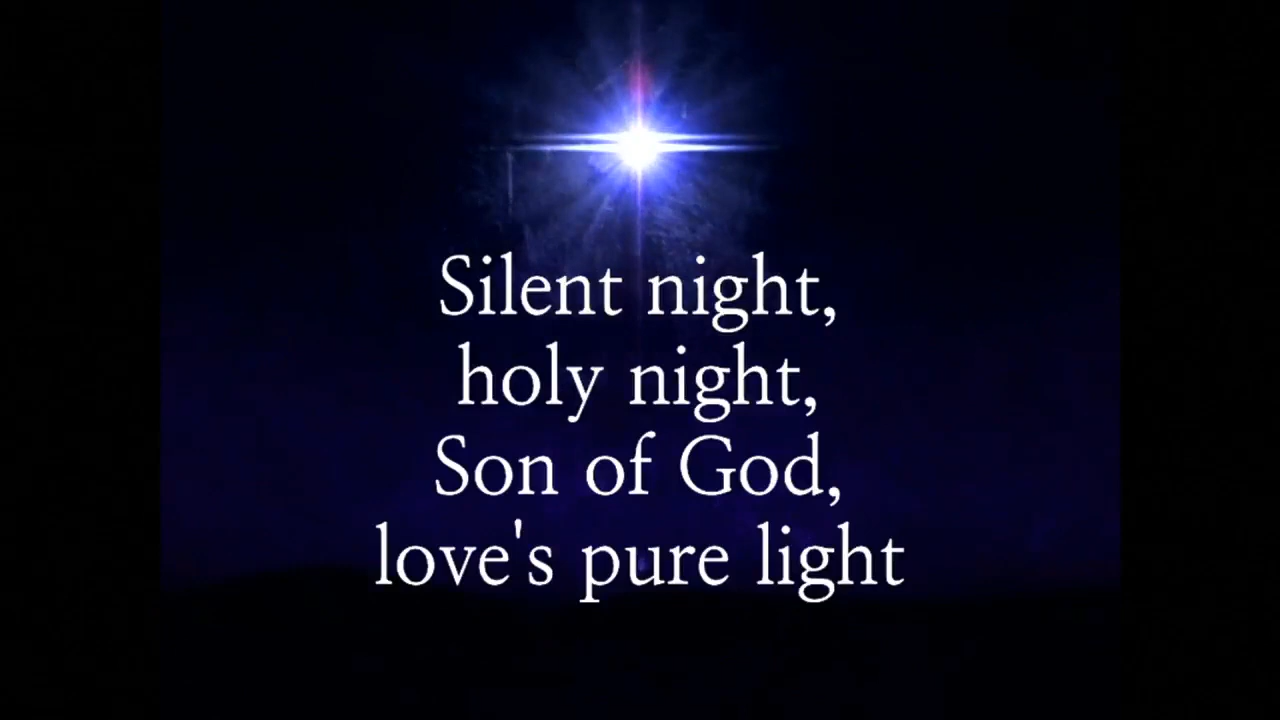 Silent night,
holy night,
Son of God,
love's pure light